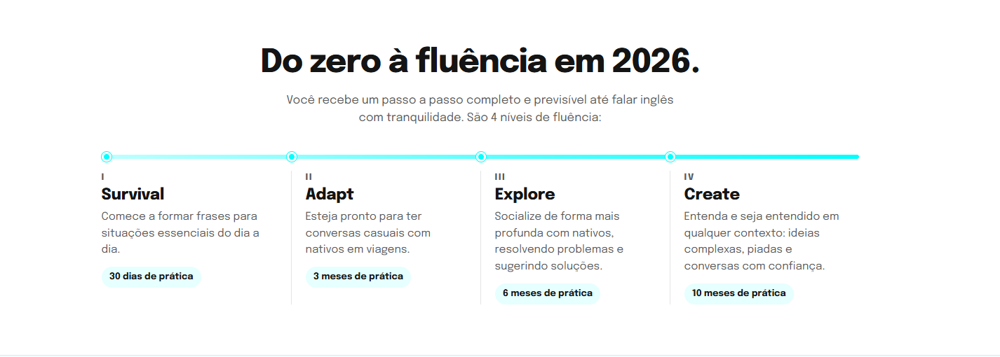 Do zero à fluência em 2026.
Você recebe um passo a passo completo e previsível até falar inglês
com tranquilidade. São 4 níveis de fluência:
I
Survival
Comece a formar frases para
situações essenciais do dia a
dia.
30 dias de prática
II
Adapt
Esteja pronto para ter
conversas casuais com
nativos em viagens.
3 meses de prática
III
Explore
Socialize de forma mais
profunda com nativos,
resolvendo problemas e
sugerindo soluções.
6 meses de prática
IV
Create
Entenda e seja entendido em
qualquer contexto: ideias
complexas, piadas e
conversas com confiança.
10 meses de prática